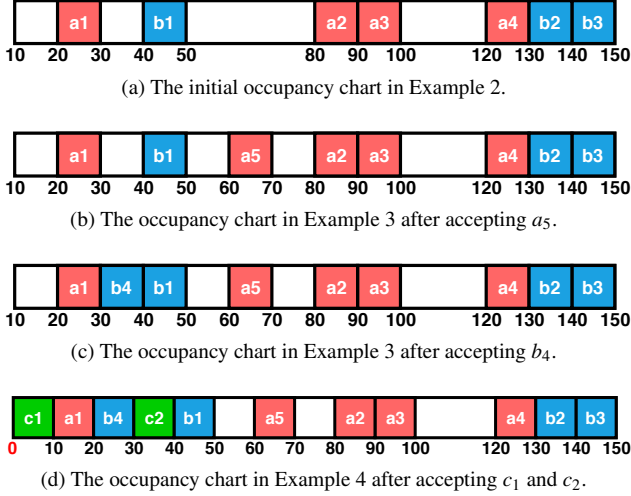 a1 b1 a2 a3 a4 b2 b3
10 20 30 40 50 80 90 100 120 130 140 150
(a) The initial occupancy chart in Example 2.
a1 b1 a5 a2 a3 a4 b2 b3
10 20 30 40 50 60 70 80 90 100 120 130 140 150
(b) The occupancy chart in Example 3 after accepting a5.
a1 b4 b1 a5 a2 a3 a4 b2 b3
10 20 30 40 50 60 70 80 90 100 120 130 140 150
(c) The occupancy chart in Example 3 after accepting b4.
c1 a1 b4 c2 b1 a5 a2 a3 a4 b2 b3
0 10 20 30 40 50 60 70 80 90 100 120 130 140 150
(d) The occupancy chart in Example 4 after accepting c1 and c2.